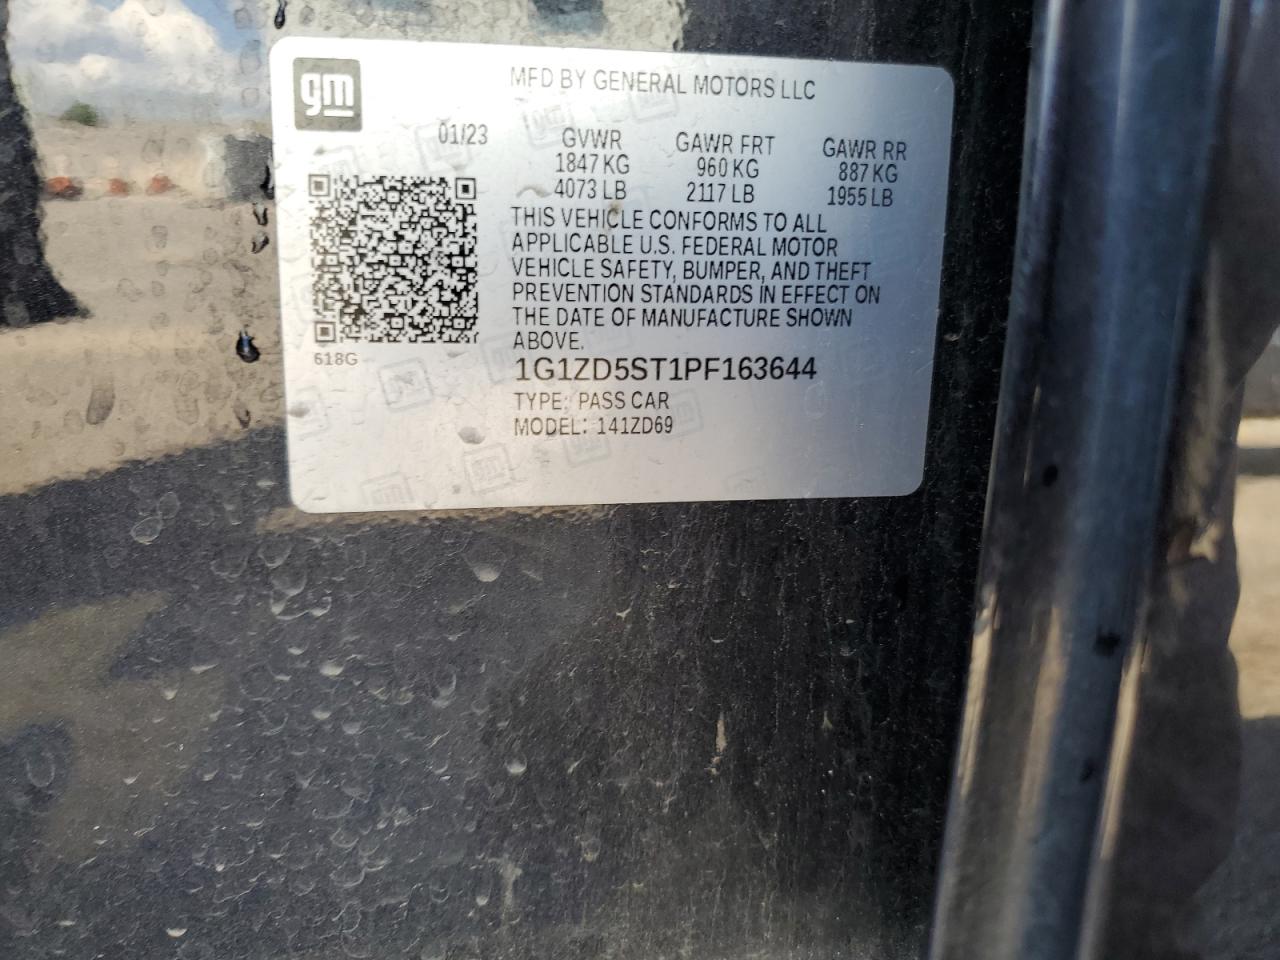 gm
MFD BY GENERAL MOTORS LLC
01/23
GVWR GAWR FRT GAWR RR
1847 KG 960 KG 887 KG
4073 LB 2117 LB 1955 LB
THIS VEHICLE CONFORMS TO ALL
APPLICABLE U.S. FEDERAL MOTOR
VEHICLE SAFETY, BUMPER, AND THEFT
PREVENTION STANDARDS IN EFFECT ON
THE DATE OF MANUFACTURE SHOWN
ABOVE.
618G
1G1ZD5ST1PF163644
TYPE: PASS CAR
MODEL: 141ZD69